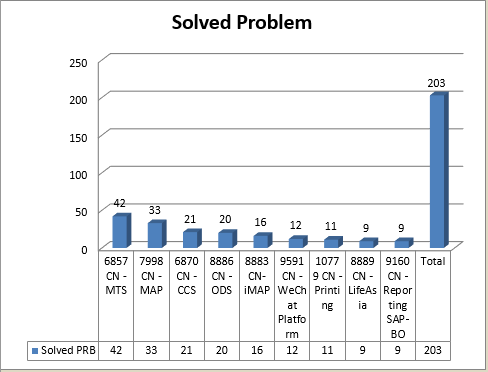 Solved Problem
250
200
150
100
50
0
42
33
21
20
16
12
11
9
9
203
6857
CN -
MTS
7998
CN -
MAP
6870
CN -
CCS
8886
CN -
ODS
8883
CN-
iMAP
9591
CN -
WeCh
at
Platfo
rm
1077
9 CN -
Printi
ng
8889
CN -
LifeAs
ia
9160
CN -
Repor
ting
SAP-
BO
Total
Solved PRB 42 33 21 20 16 12 11 9 9 203